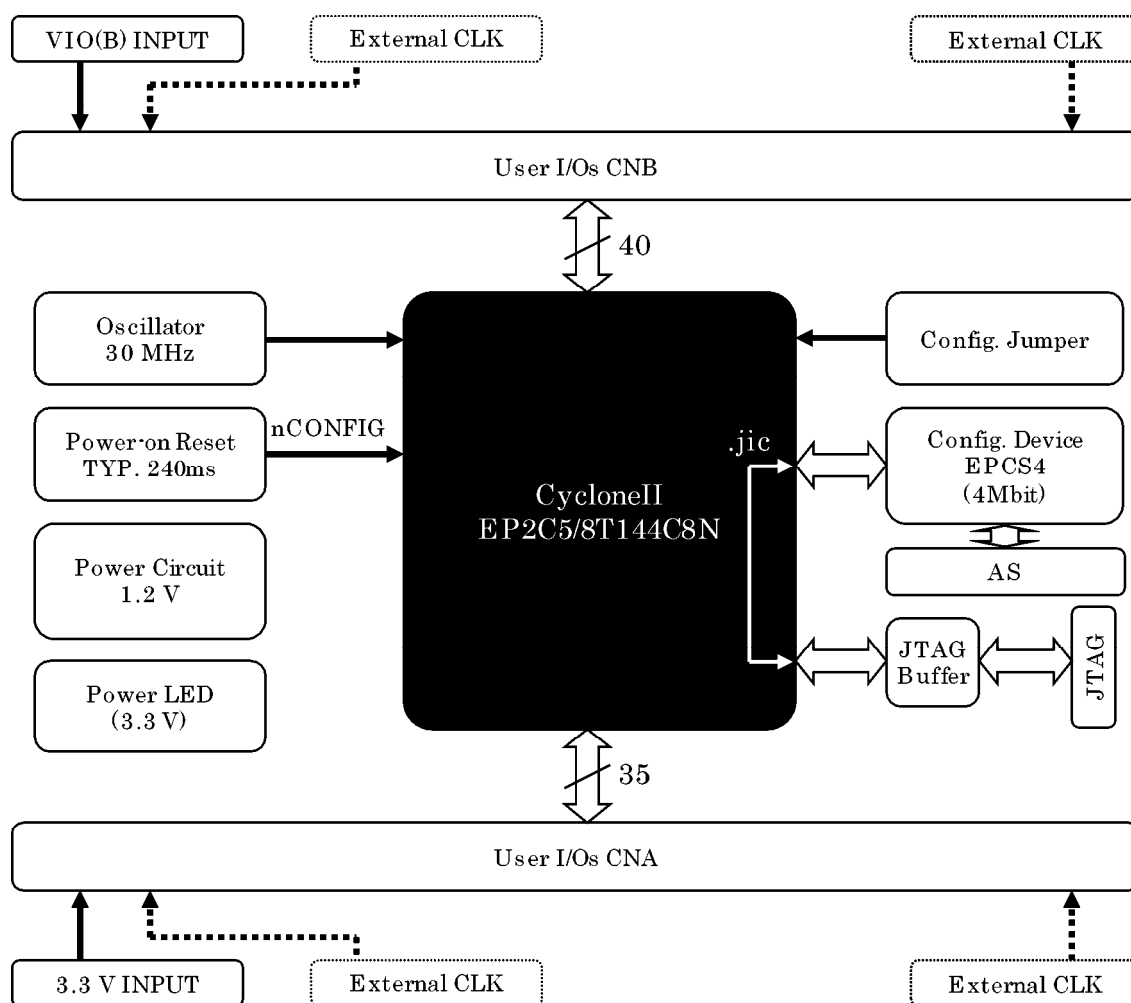 VIO(B) INPUT
External CLK
External CLK
User I/Os CNB
40
Oscillator
30 MHz
Config. Jumper
Power-on Reset
TYP. 240ms
nCONFIG
.jic
Config. Device
EPCS4
(4Mbit)
CycloneII
EP2C5/8T144C8N
Power Circuit
1.2 V
AS
JTAG
Buffer
JTAG
Power LED
(3.3 V)
35
User I/Os CNA
3.3 V INPUT
External CLK
External CLK